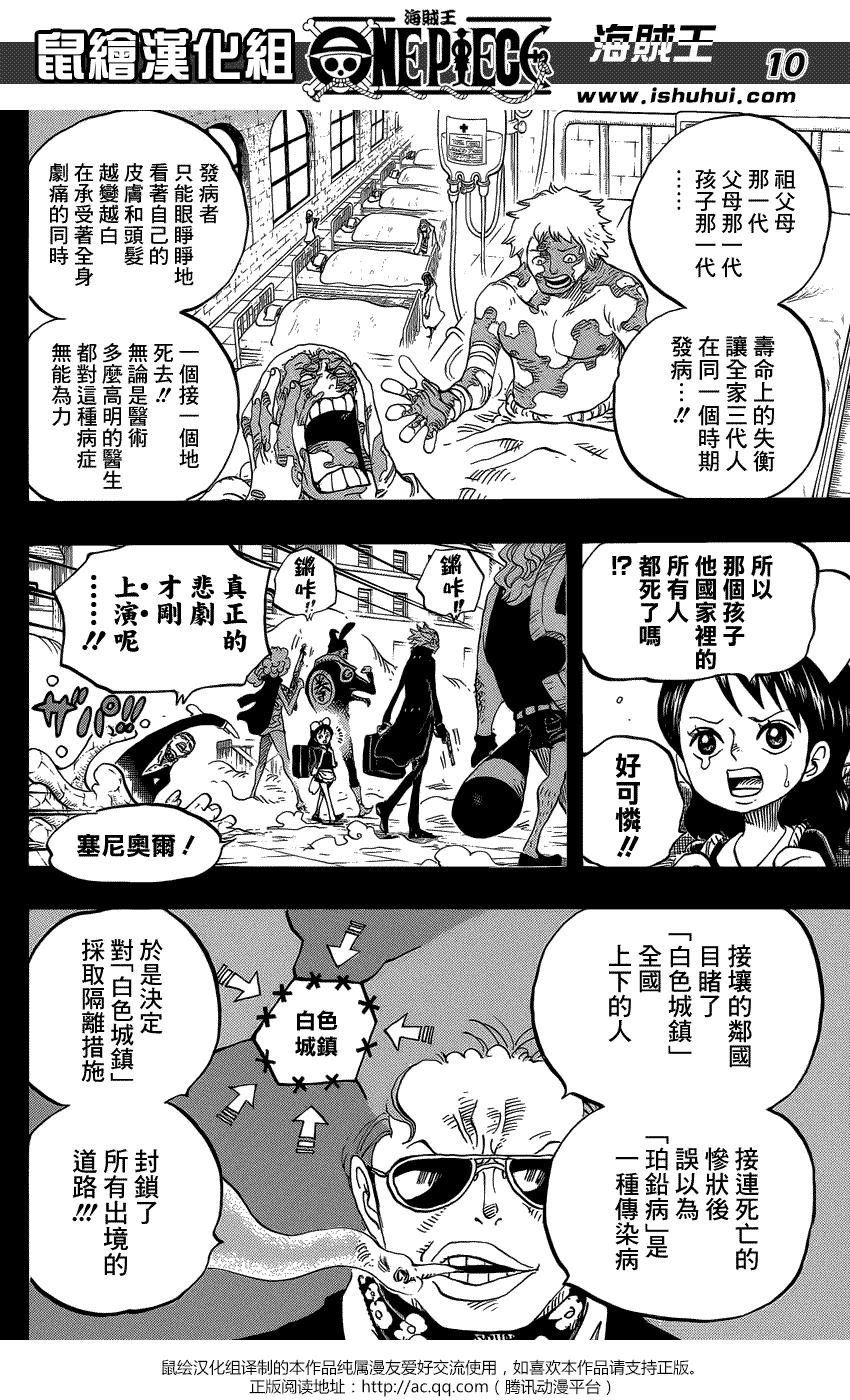 鼠繪漢化組
海賊王
ONE PIECE
海賊王
10
www.ishuhui.com
祖父母
那一代
父母那一代
孩子那一代
……
壽命上的失衡
讓全家三代人
在同一個時期
發病…!!
發病者
只能眼睜睜地
看著自己的
皮膚和頭髮
越變越白
在承受著全身
劇痛的同時
一個接一個地
死去!!
無論是醫術
多麼高明的醫生
都對這種病症
無能為力
所以
那個孩子
他國家裡的
所有人
都死了嗎
!?
好可憐!!
鏘咔!!
鏘咔!!
真正的
悲劇
才剛
上演呢
……!!
ザパ!!
塞尼奧爾！
接壤的鄰國
目睹了
「白色城鎮」
全國
上下的人
接連死亡的
慘狀後
誤以為
「珀鉛病」是
一種傳染病
白色
城鎮
於是決定
對「白色城鎮」
採取隔離措施
封鎖了
所有出境的
道路!!!
鼠绘汉化组译制的本作品纯属漫友爱好交流使用，如喜欢本作品请支持正版。
正版阅读地址：http://ac.qq.com（腾讯动漫平台）